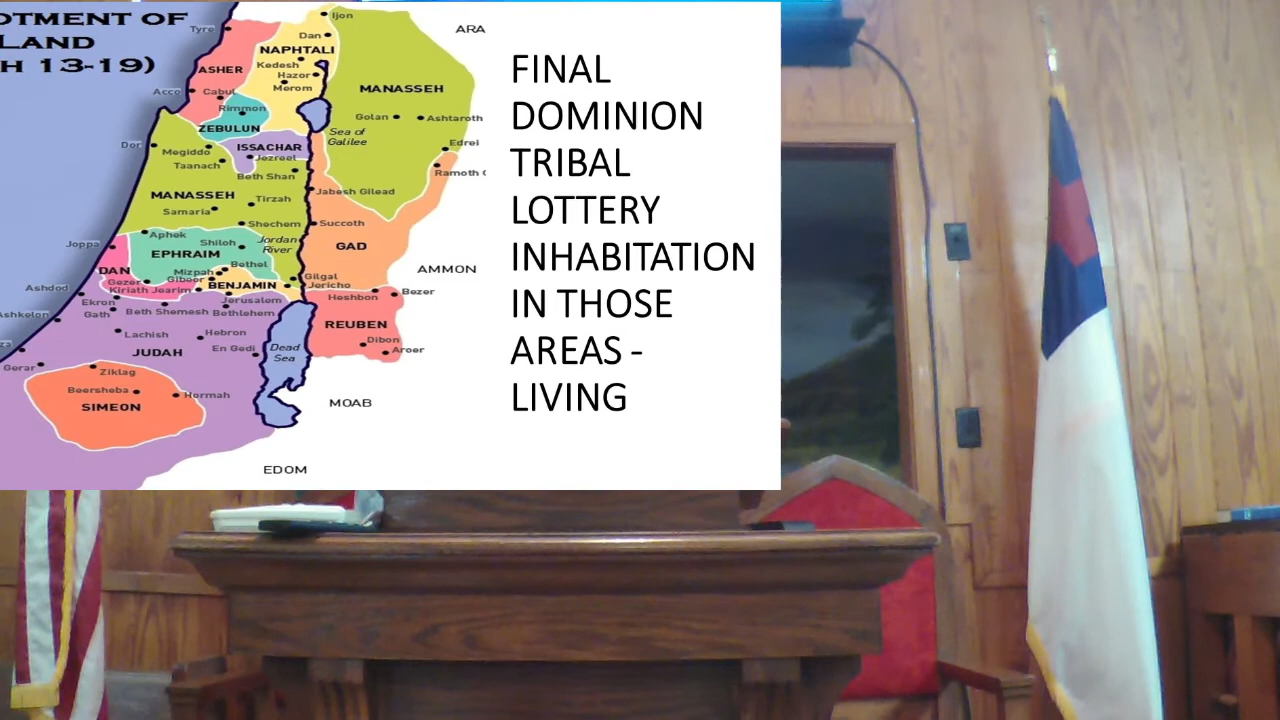 OTMENT OF
LAND
H 13-19)
Tyre
Ijon
ARA
Dan
NAPHTALI
Kedesh
ASHER
Hazor
Merom
MANASSEH
Acco
Cabul
Rimmon
Golan
Ashtaroth
ZEBULUN
Sea of
Galilee
Dor
ISSACHAR
Edrei
Megiddo
Jezreel
Taanach
Beth Shan
Ramoth
MANASSEH
Jabesh Gilead
Tirzah
Samaria
Shechem
Succoth
Aphek
Joppa
Shiloh
Jordan
River
GAD
EPHRAIM
Bethel
DAN
Mizpah
AMMON
Gezer
Gibeon
BENJAMIN
Gilgal
Jericho
Ashdod
Kiriath Jearim
Heshbon
Bezer
Ekron
Jerusalem
Gath
Beth Shemesh
Bethlehem
Ashkelon
REUBEN
Lachish
Hebron
Dibon
JUDAH
En Gedi
Dead
Sea
Aroer
za
Gerar
Ziklag
Beersheba
Hormah
SIMEON
MOAB
EDOM
FINAL
DOMINION
TRIBAL
LOTTERY
INHABITATION
IN THOSE
AREAS -
LIVING